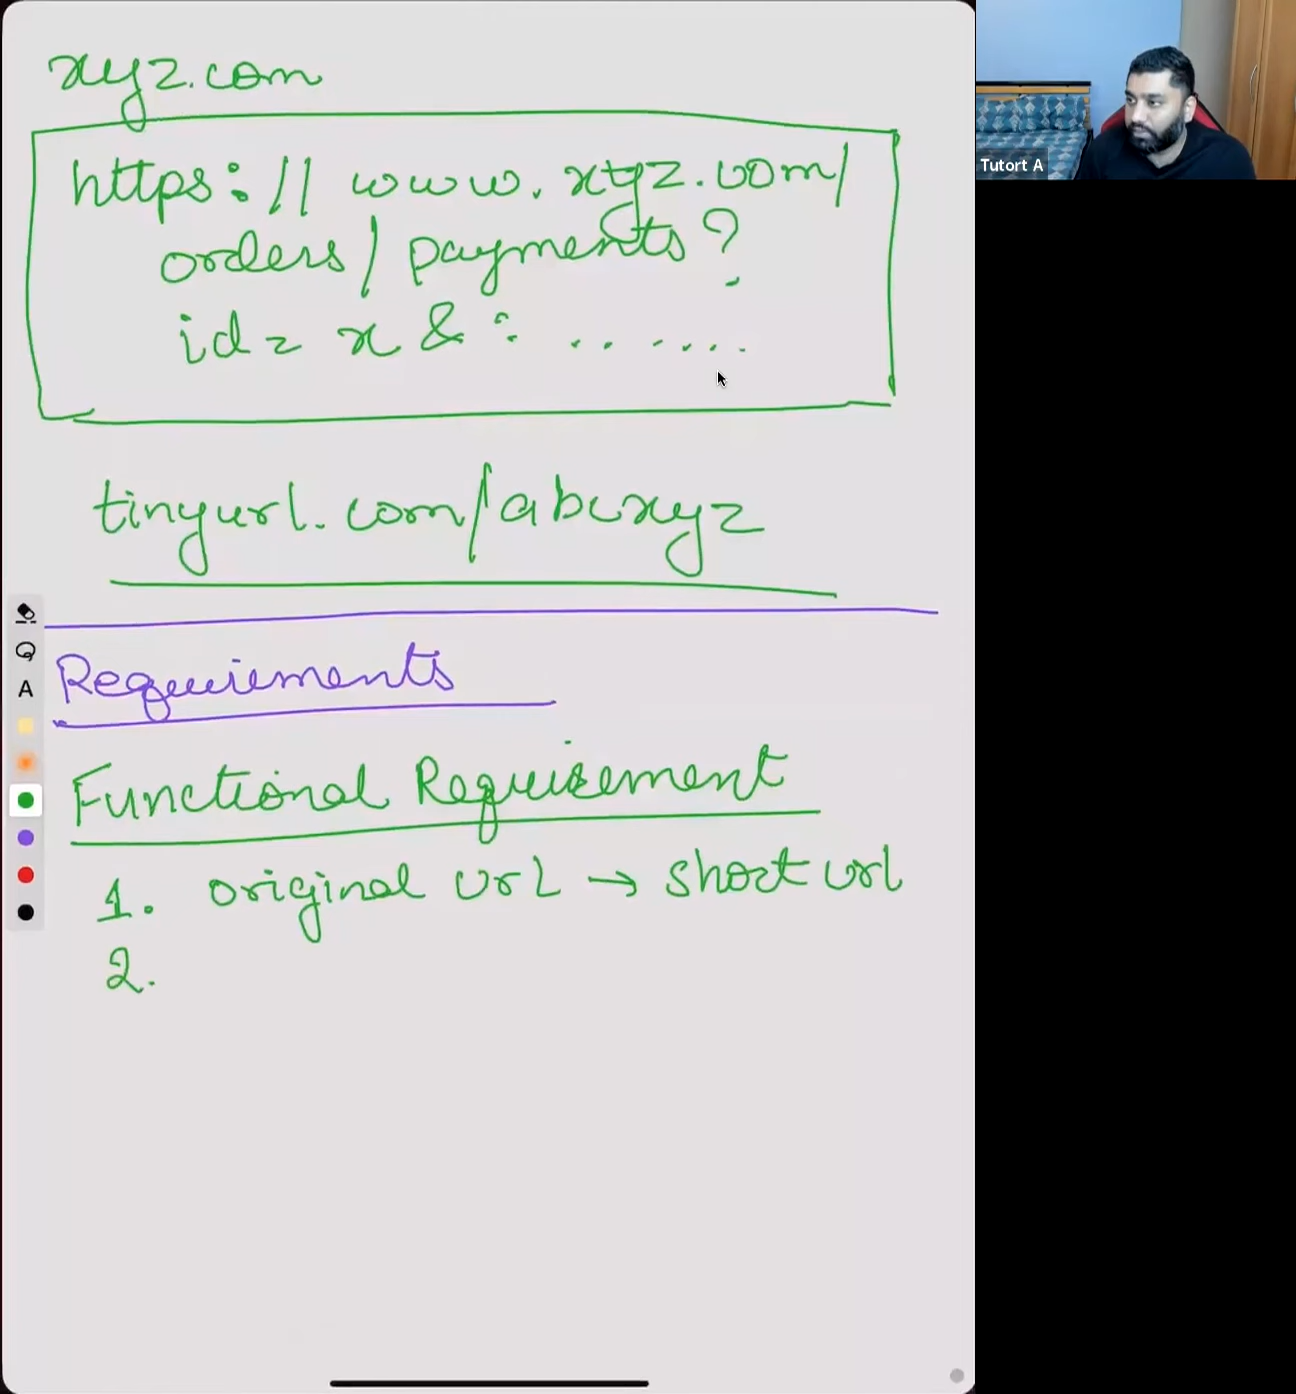 xyz.com
https://www.xyz.com/
orders/payments?
id= x & : .. .....
tinyurl.com/abcxyz
Requirements
Functional Requirement
1. original url → short url
2.
A
Tutort A